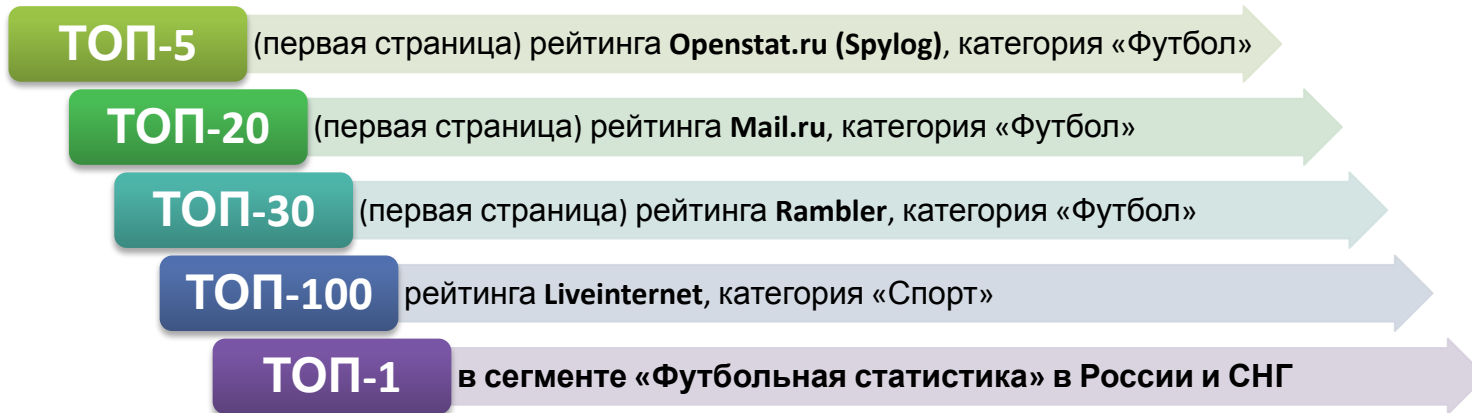 ТОП-5 (первая страница) рейтинга Openstat.ru (Spylog), категория «Футбол»
ТОП-20 (первая страница) рейтинга Mail.ru, категория «Футбол»
ТОП-30 (первая страница) рейтинга Rambler, категория «Футбол»
ТОП-100 рейтинга Liveinternet, категория «Спорт»
ТОП-1 в сегменте «Футбольная статистика» в России и СНГ